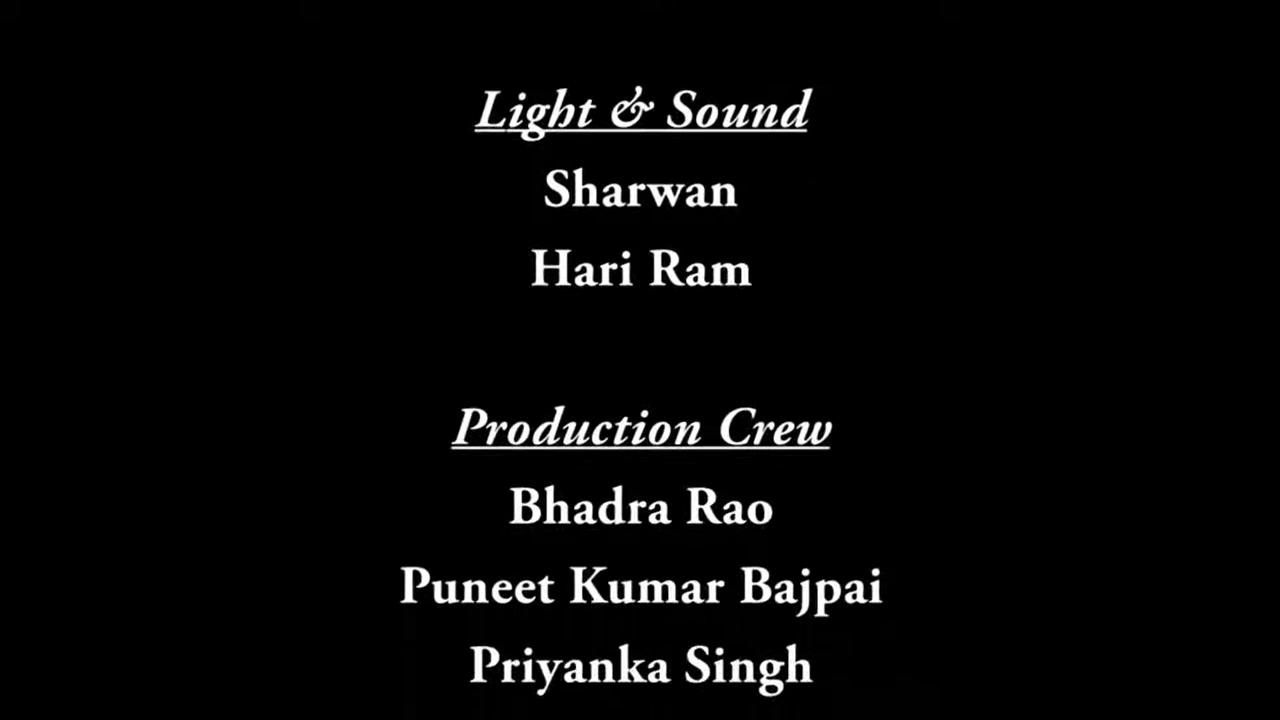 Light & Sound
Sharwan
Hari Ram
Production Crew
Bhadra Rao
Puneet Kumar Bajpai
Priyanka Singh